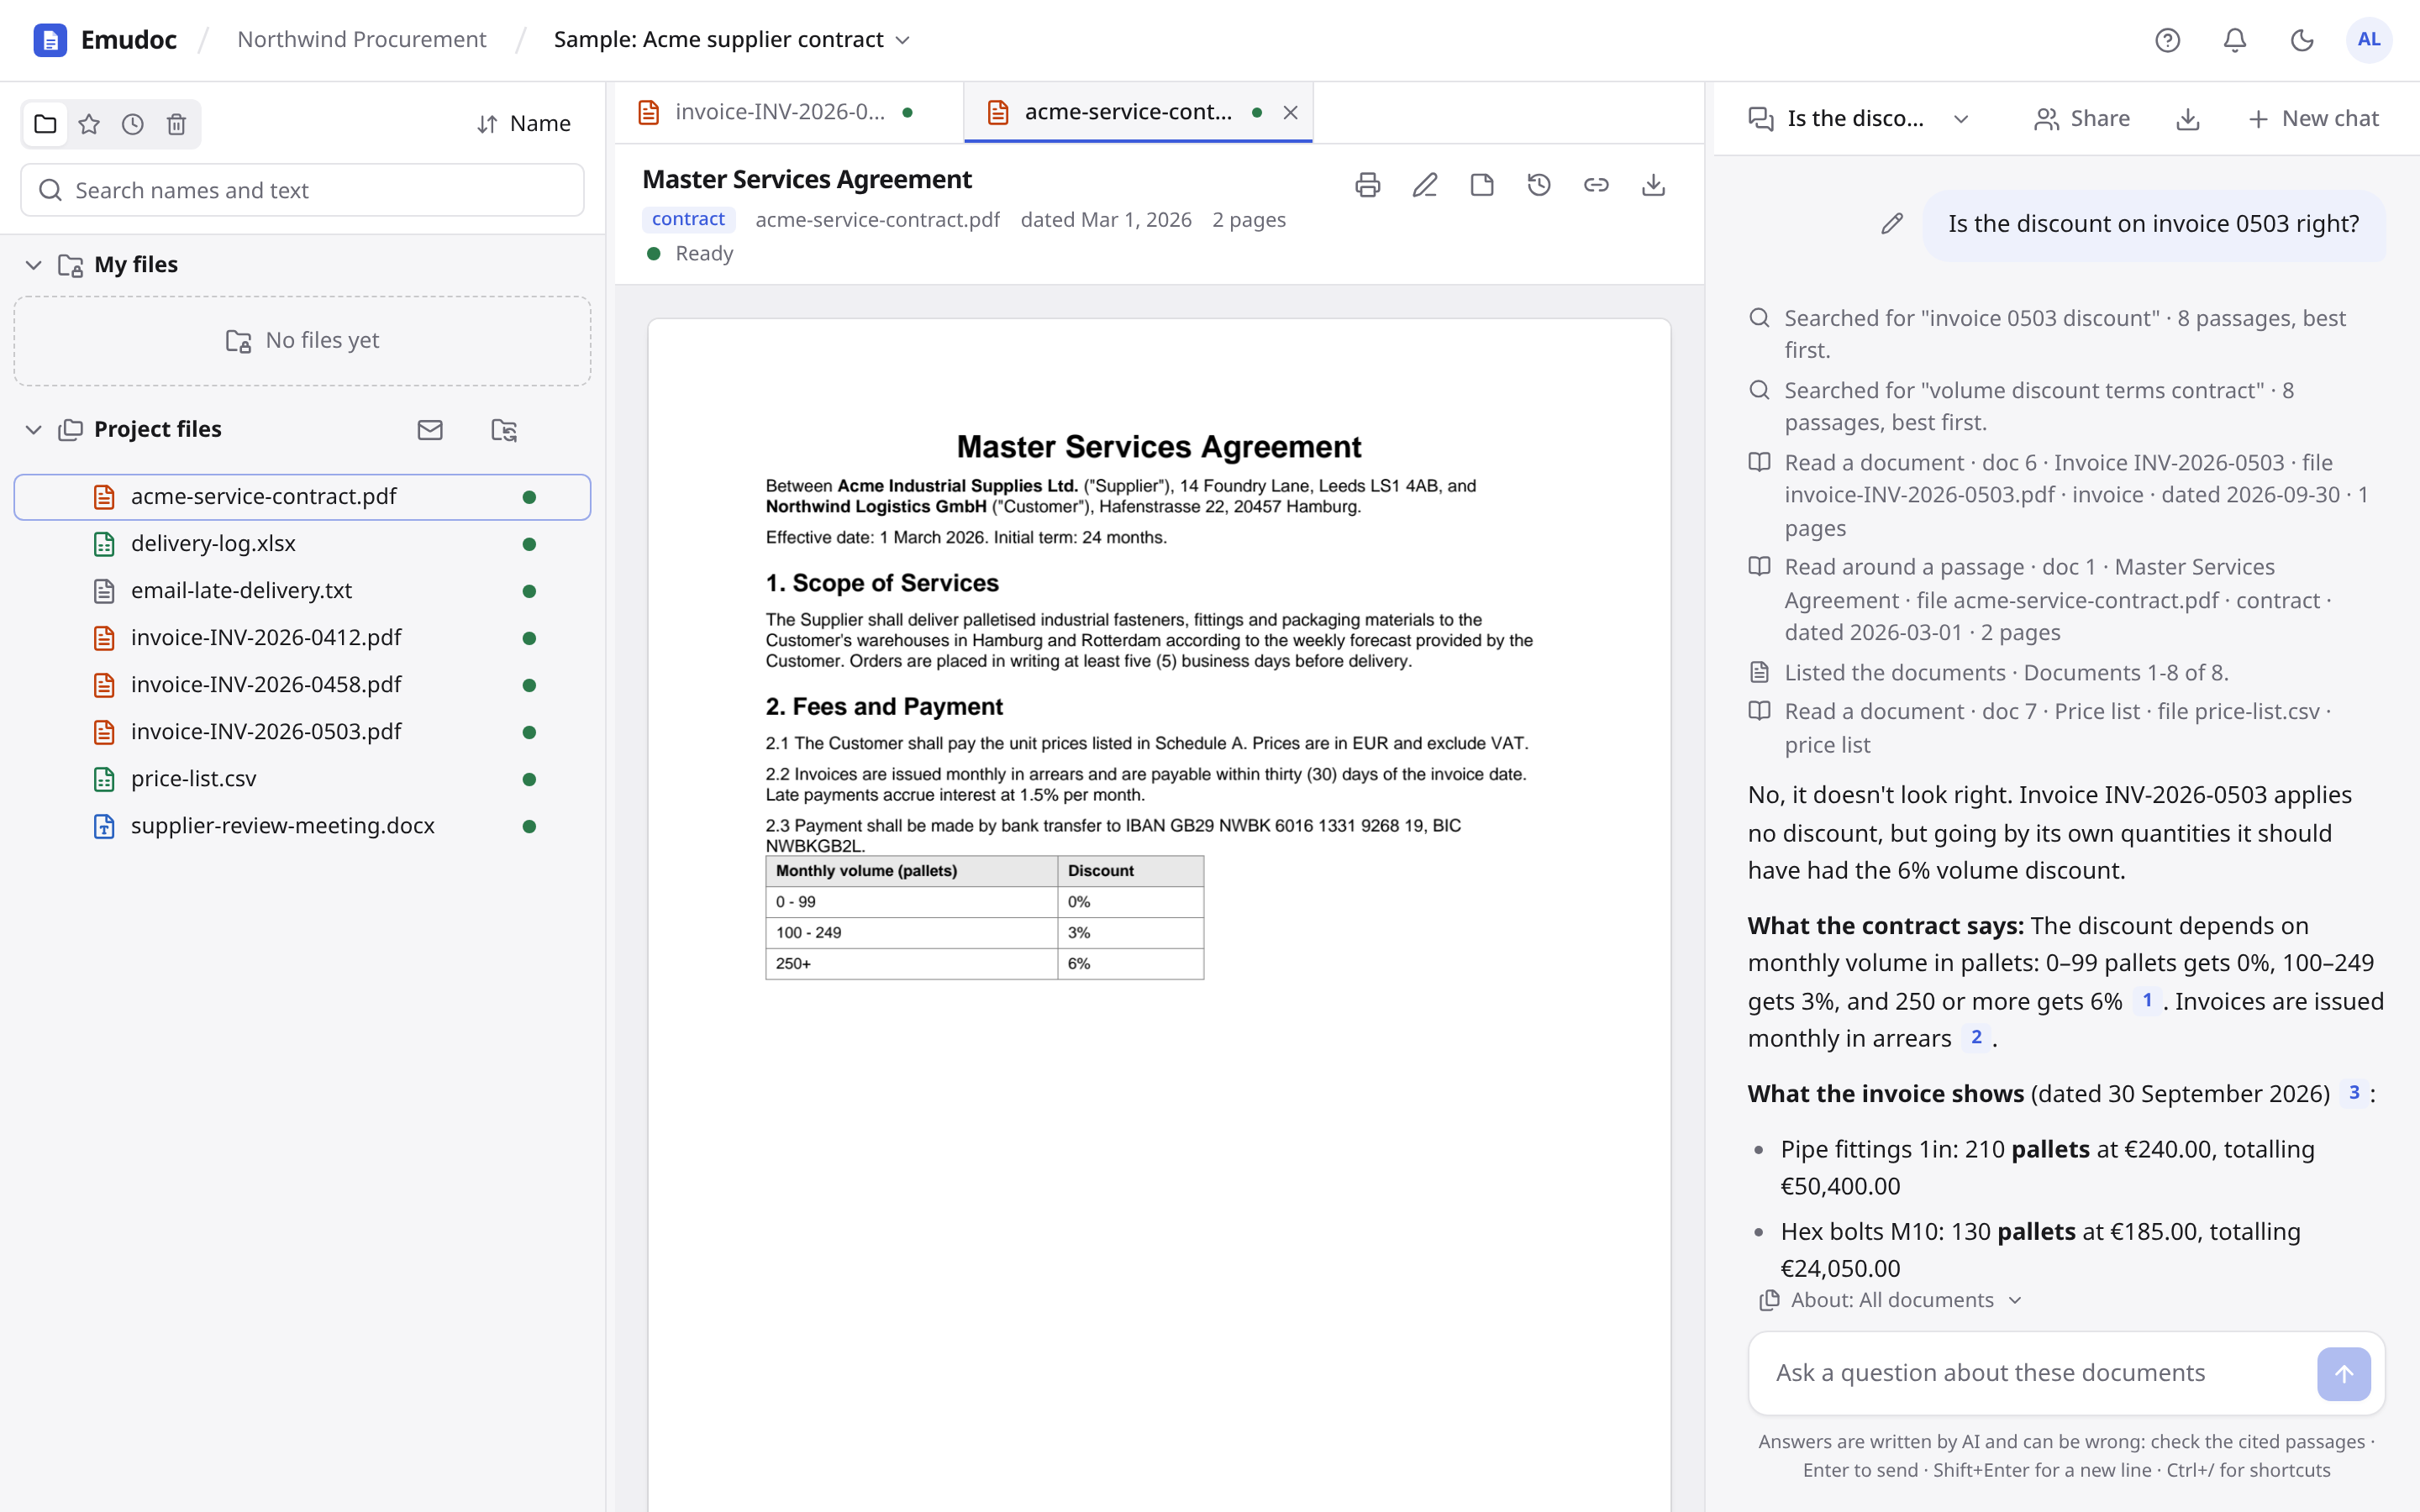 Emudoc / Northwind Procurement / Sample: Acme supplier contract
AL
Name
Search names and text
My files
No files yet
Project files
acme-service-contract.pdf
delivery-log.xlsx
email-late-delivery.txt
invoice-INV-2026-0412.pdf
invoice-INV-2026-0458.pdf
invoice-INV-2026-0503.pdf
price-list.csv
supplier-review-meeting.docx
invoice-INV-2026-0...
acme-service-cont...
Master Services Agreement
contract acme-service-contract.pdf dated Mar 1, 2026 2 pages
Ready
Master Services Agreement
Between Acme Industrial Supplies Ltd. ("Supplier"), 14 Foundry Lane, Leeds LS1 4AB, and
Northwind Logistics GmbH ("Customer"), Hafenstrasse 22, 20457 Hamburg.
Effective date: 1 March 2026. Initial term: 24 months.
1. Scope of Services
The Supplier shall deliver palletised industrial fasteners, fittings and packaging materials to the
Customer's warehouses in Hamburg and Rotterdam according to the weekly forecast provided by the
Customer. Orders are placed in writing at least five (5) business days before delivery.
2. Fees and Payment
2.1 The Customer shall pay the unit prices listed in Schedule A. Prices are in EUR and exclude VAT.
2.2 Invoices are issued monthly in arrears and are payable within thirty (30) days of the invoice date.
Late payments accrue interest at 1.5% per month.
2.3 Payment shall be made by bank transfer to IBAN GB29 NWBK 6016 1331 9268 19, BIC
NWBKGB2L.
Monthly volume (pallets) Discount
0 - 99 0%
100 - 249 3%
250+ 6%
Is the disco...
Share
New chat
Is the discount on invoice 0503 right?
Searched for "invoice 0503 discount" · 8 passages, best
first.
Searched for "volume discount terms contract" · 8
passages, best first.
Read a document · doc 6 · Invoice INV-2026-0503 · file
invoice-INV-2026-0503.pdf · invoice · dated 2026-09-30 · 1
pages
Read around a passage · doc 1 · Master Services
Agreement · file acme-service-contract.pdf · contract ·
dated 2026-03-01 · 2 pages
Listed the documents · Documents 1-8 of 8.
Read a document · doc 7 · Price list · file price-list.csv ·
price list
No, it doesn't look right. Invoice INV-2026-0503 applies
no discount, but going by its own quantities it should
have had the 6% volume discount.
What the contract says: The discount depends on
monthly volume in pallets: 0–99 pallets gets 0%, 100–249
gets 3%, and 250 or more gets 6% 1. Invoices are issued
monthly in arrears 2.
What the invoice shows (dated 30 September 2026) 3:
• Pipe fittings 1in: 210 pallets at €240.00, totalling
€50,400.00
• Hex bolts M10: 130 pallets at €185.00, totalling
€24,050.00
About: All documents
Ask a question about these documents
Answers are written by AI and can be wrong: check the cited passages ·
Enter to send · Shift+Enter for a new line · Ctrl+/ for shortcuts